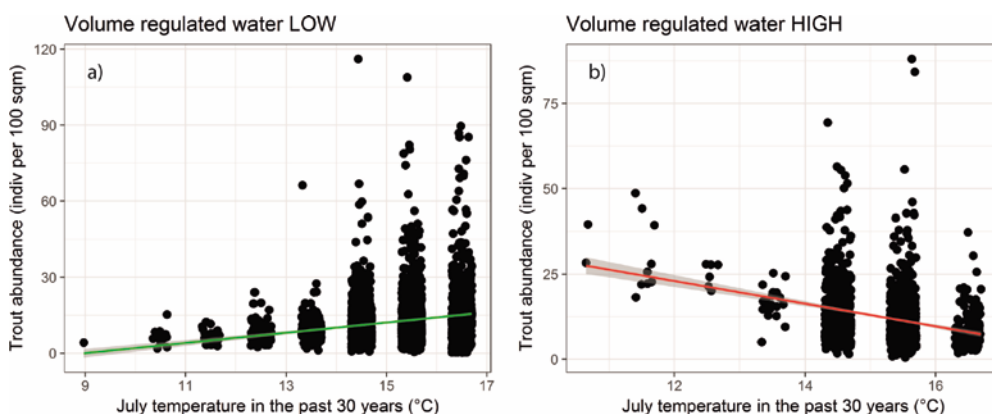 Volume regulated water LOW
a)
Trout abundance (indiv per 100 sqm)
120
90
60
30
0
9
11
13
15
17
July temperature in the past 30 years (°C)
Volume regulated water HIGH
b)
Trout abundance (indiv per 100 sqm)
75
50
25
0
12
14
16
July temperature in the past 30 years (°C)